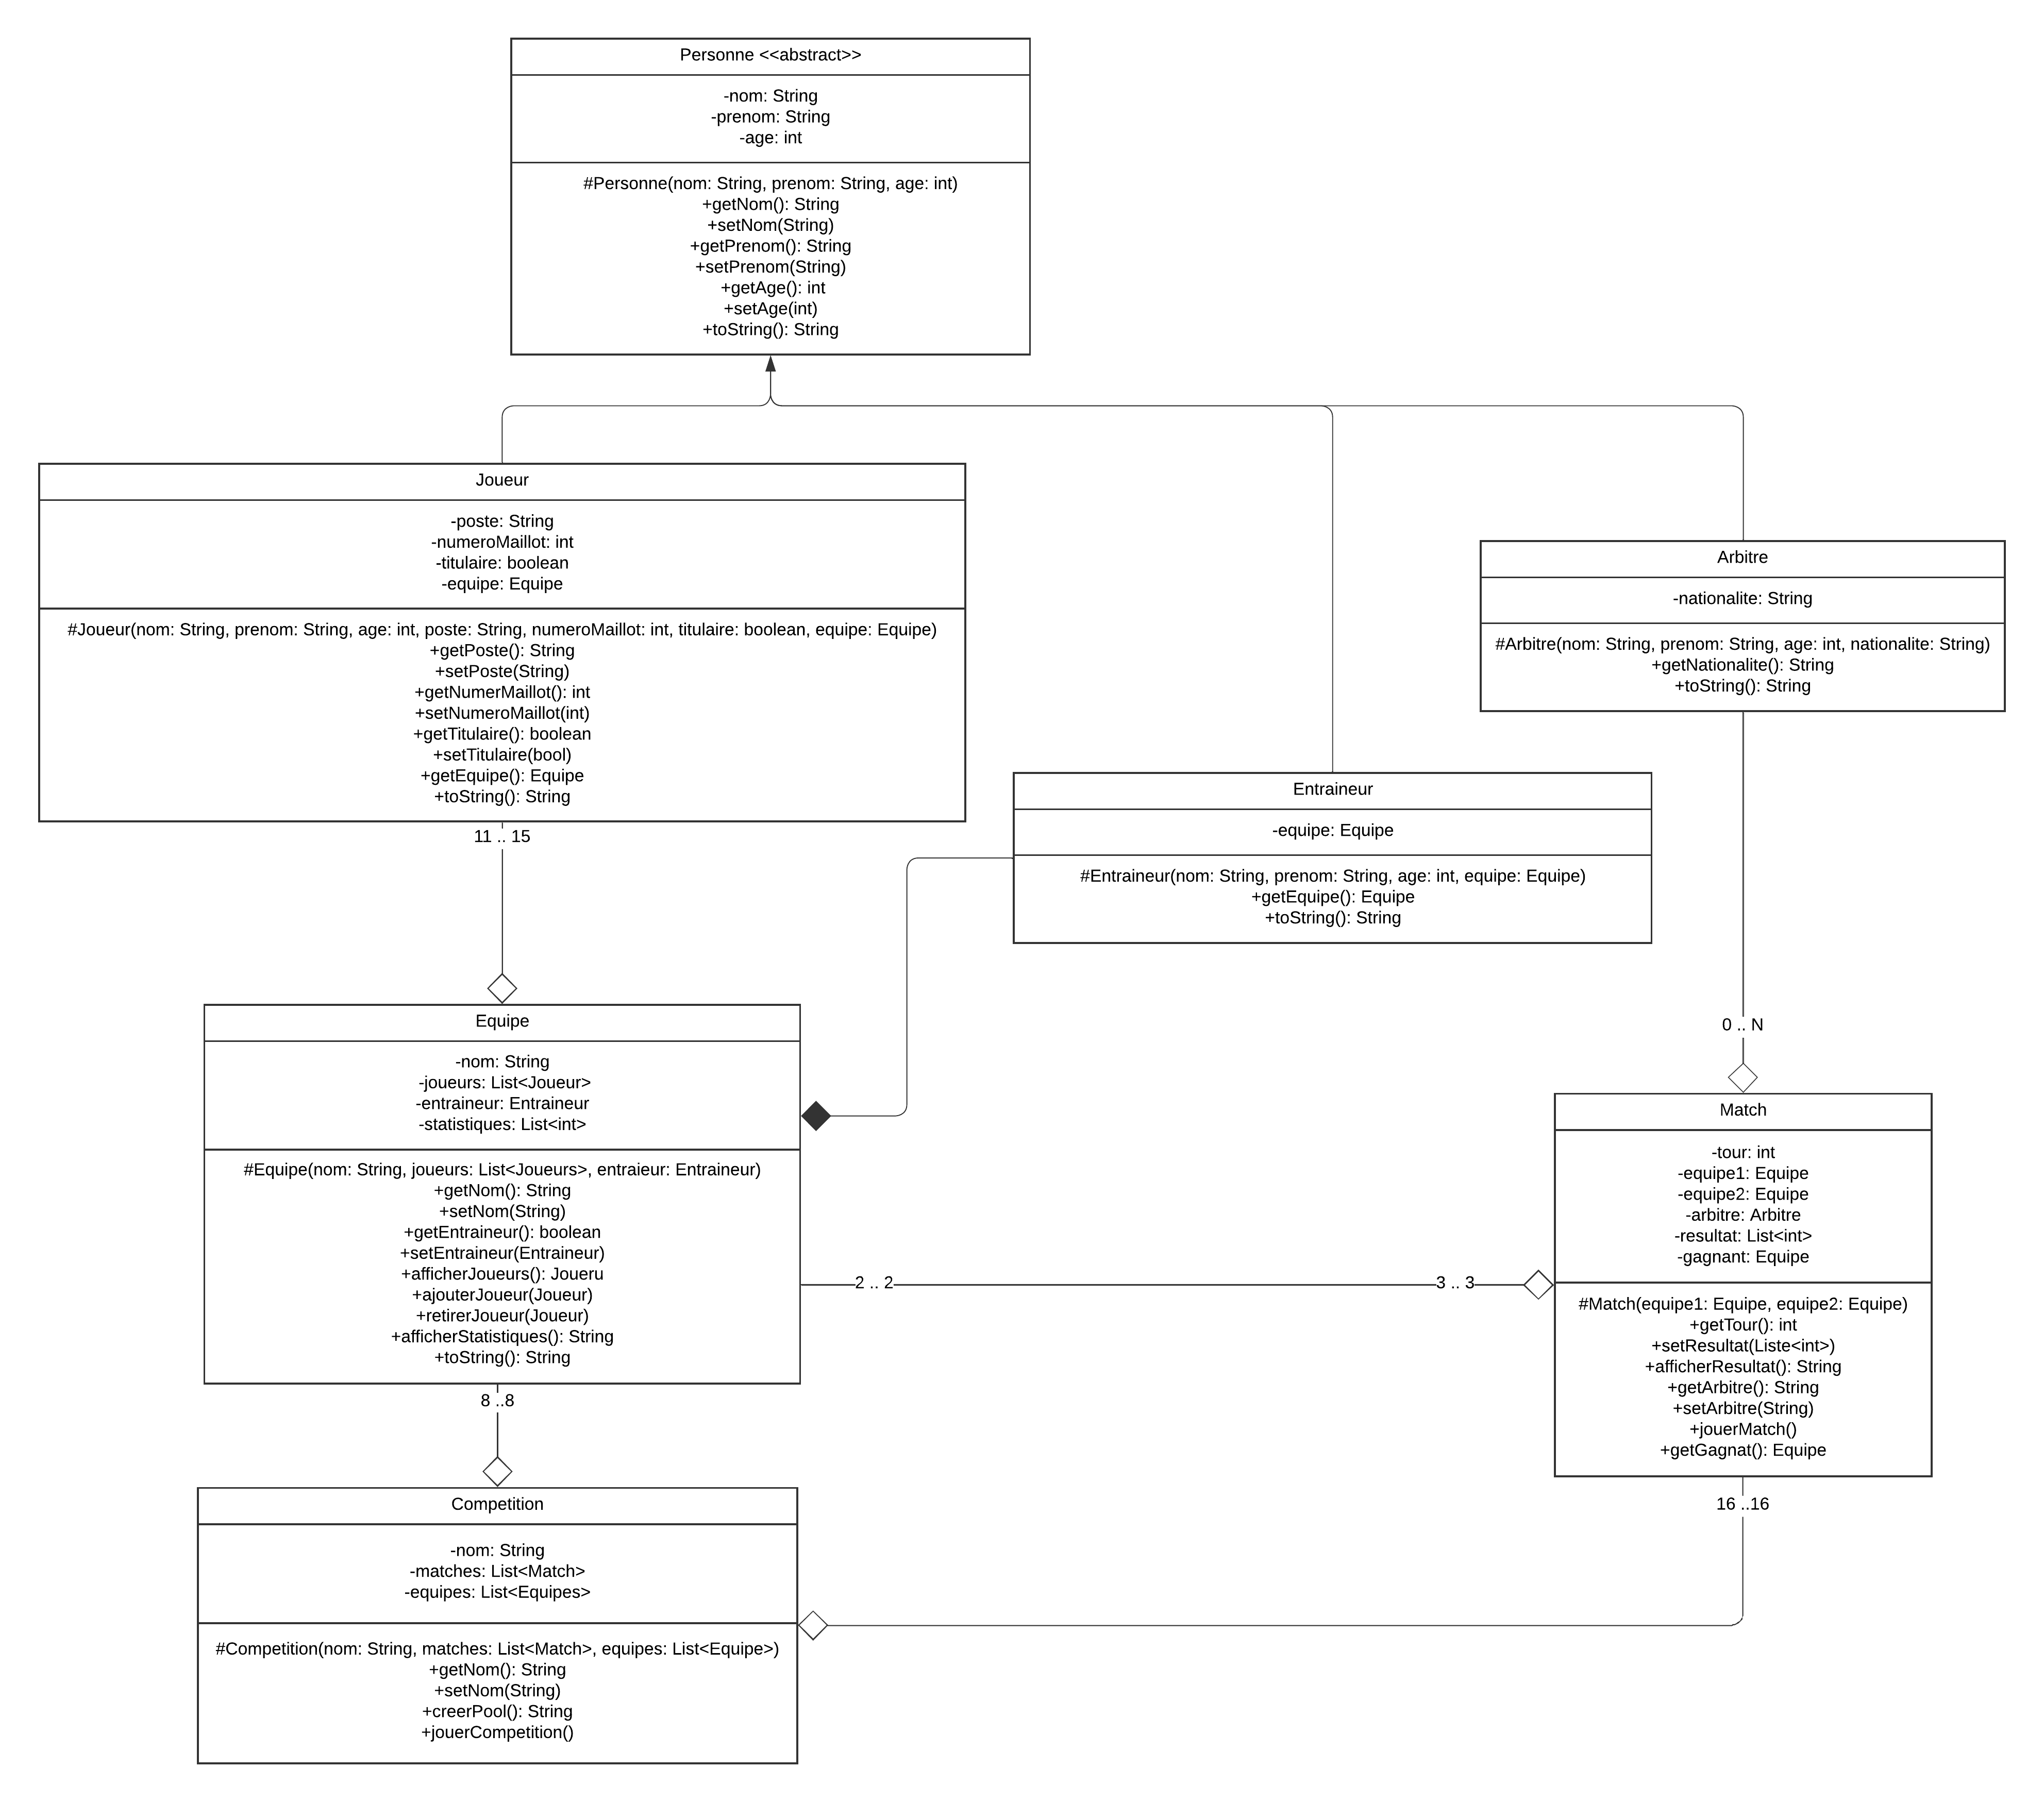 Personne <<abstract>>
-nom: String
-prenom: String
-age: int
#Personne(nom: String, prenom: String, age: int)
+getNom(): String
+setNom(String)
+getPrenom(): String
+setPrenom(String)
+getAge(): int
+setAge(int)
+toString(): String
Joueur
-poste: String
-numeroMaillot: int
-titulaire: boolean
-equipe: Equipe
#Joueur(nom: String, prenom: String, age: int, poste: String, numeroMaillot: int, titulaire: boolean, equipe: Equipe)
+getPoste(): String
+setPoste(String)
+getNumerMaillot(): int
+setNumeroMaillot(int)
+getTitulaire(): boolean
+setTitulaire(bool)
+getEquipe(): Equipe
+toString(): String
11 .. 15
Arbitre
-nationalite: String
#Arbitre(nom: String, prenom: String, age: int, nationalite: String)
+getNationalite(): String
+toString(): String
Entraineur
-equipe: Equipe
#Entraineur(nom: String, prenom: String, age: int, equipe: Equipe)
+getEquipe(): Equipe
+toString(): String
0 .. N
Equipe
-nom: String
-joueurs: List<Joueur>
-entraineur: Entraineur
-statistiques: List<int>
#Equipe(nom: String, joueurs: List<Joueurs>, entraieur: Entraineur)
+getNom(): String
+setNom(String)
+getEntraineur(): boolean
+setEntraineur(Entraineur)
+afficherJoueurs(): Joueru
+ajouterJoueur(Joueur)
+retirerJoueur(Joueur)
+afficherStatistiques(): String
+toString(): String
2 .. 2
3 .. 3
Match
-tour: int
-equipe1: Equipe
-equipe2: Equipe
-arbitre: Arbitre
-resultat: List<int>
-gagnant: Equipe
#Match(equipe1: Equipe, equipe2: Equipe)
+getTour(): int
+setResultat(Liste<int>)
+afficherResultat(): String
+getArbitre(): String
+setArbitre(String)
+jouerMatch()
+getGagnat(): Equipe
8 ..8
16 ..16
Competition
-nom: String
-matches: List<Match>
-equipes: List<Equipes>
#Competition(nom: String, matches: List<Match>, equipes: List<Equipe>)
+getNom(): String
+setNom(String)
+creerPool(): String
+jouerCompetition()